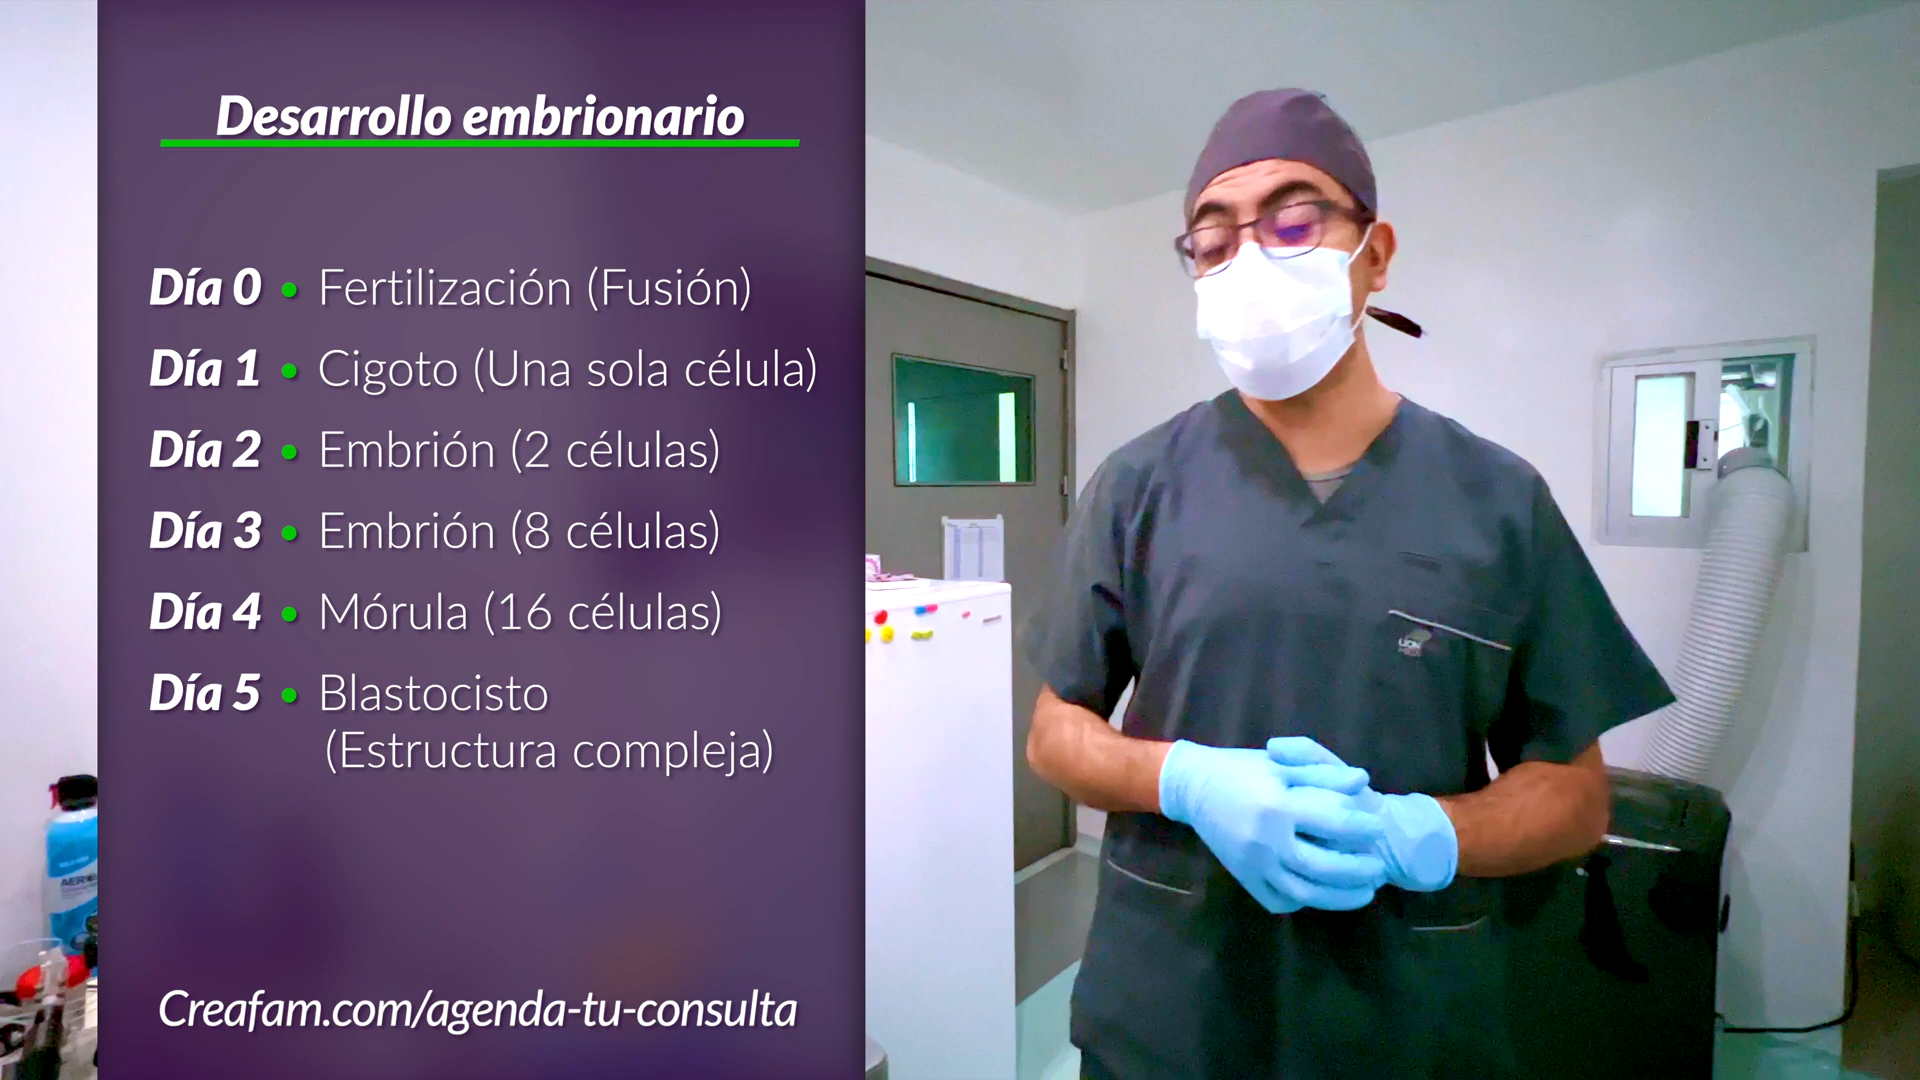 Desarrollo embrionario
Día 0 • Fertilización (Fusión)
Día 1 • Cigoto (Una sola célula)
Día 2 • Embrión (2 células)
Día 3 • Embrión (8 células)
Día 4 • Mórula (16 células)
Día 5 • Blastocisto
(Estructura compleja)
Creafam.com/agenda-tu-consulta